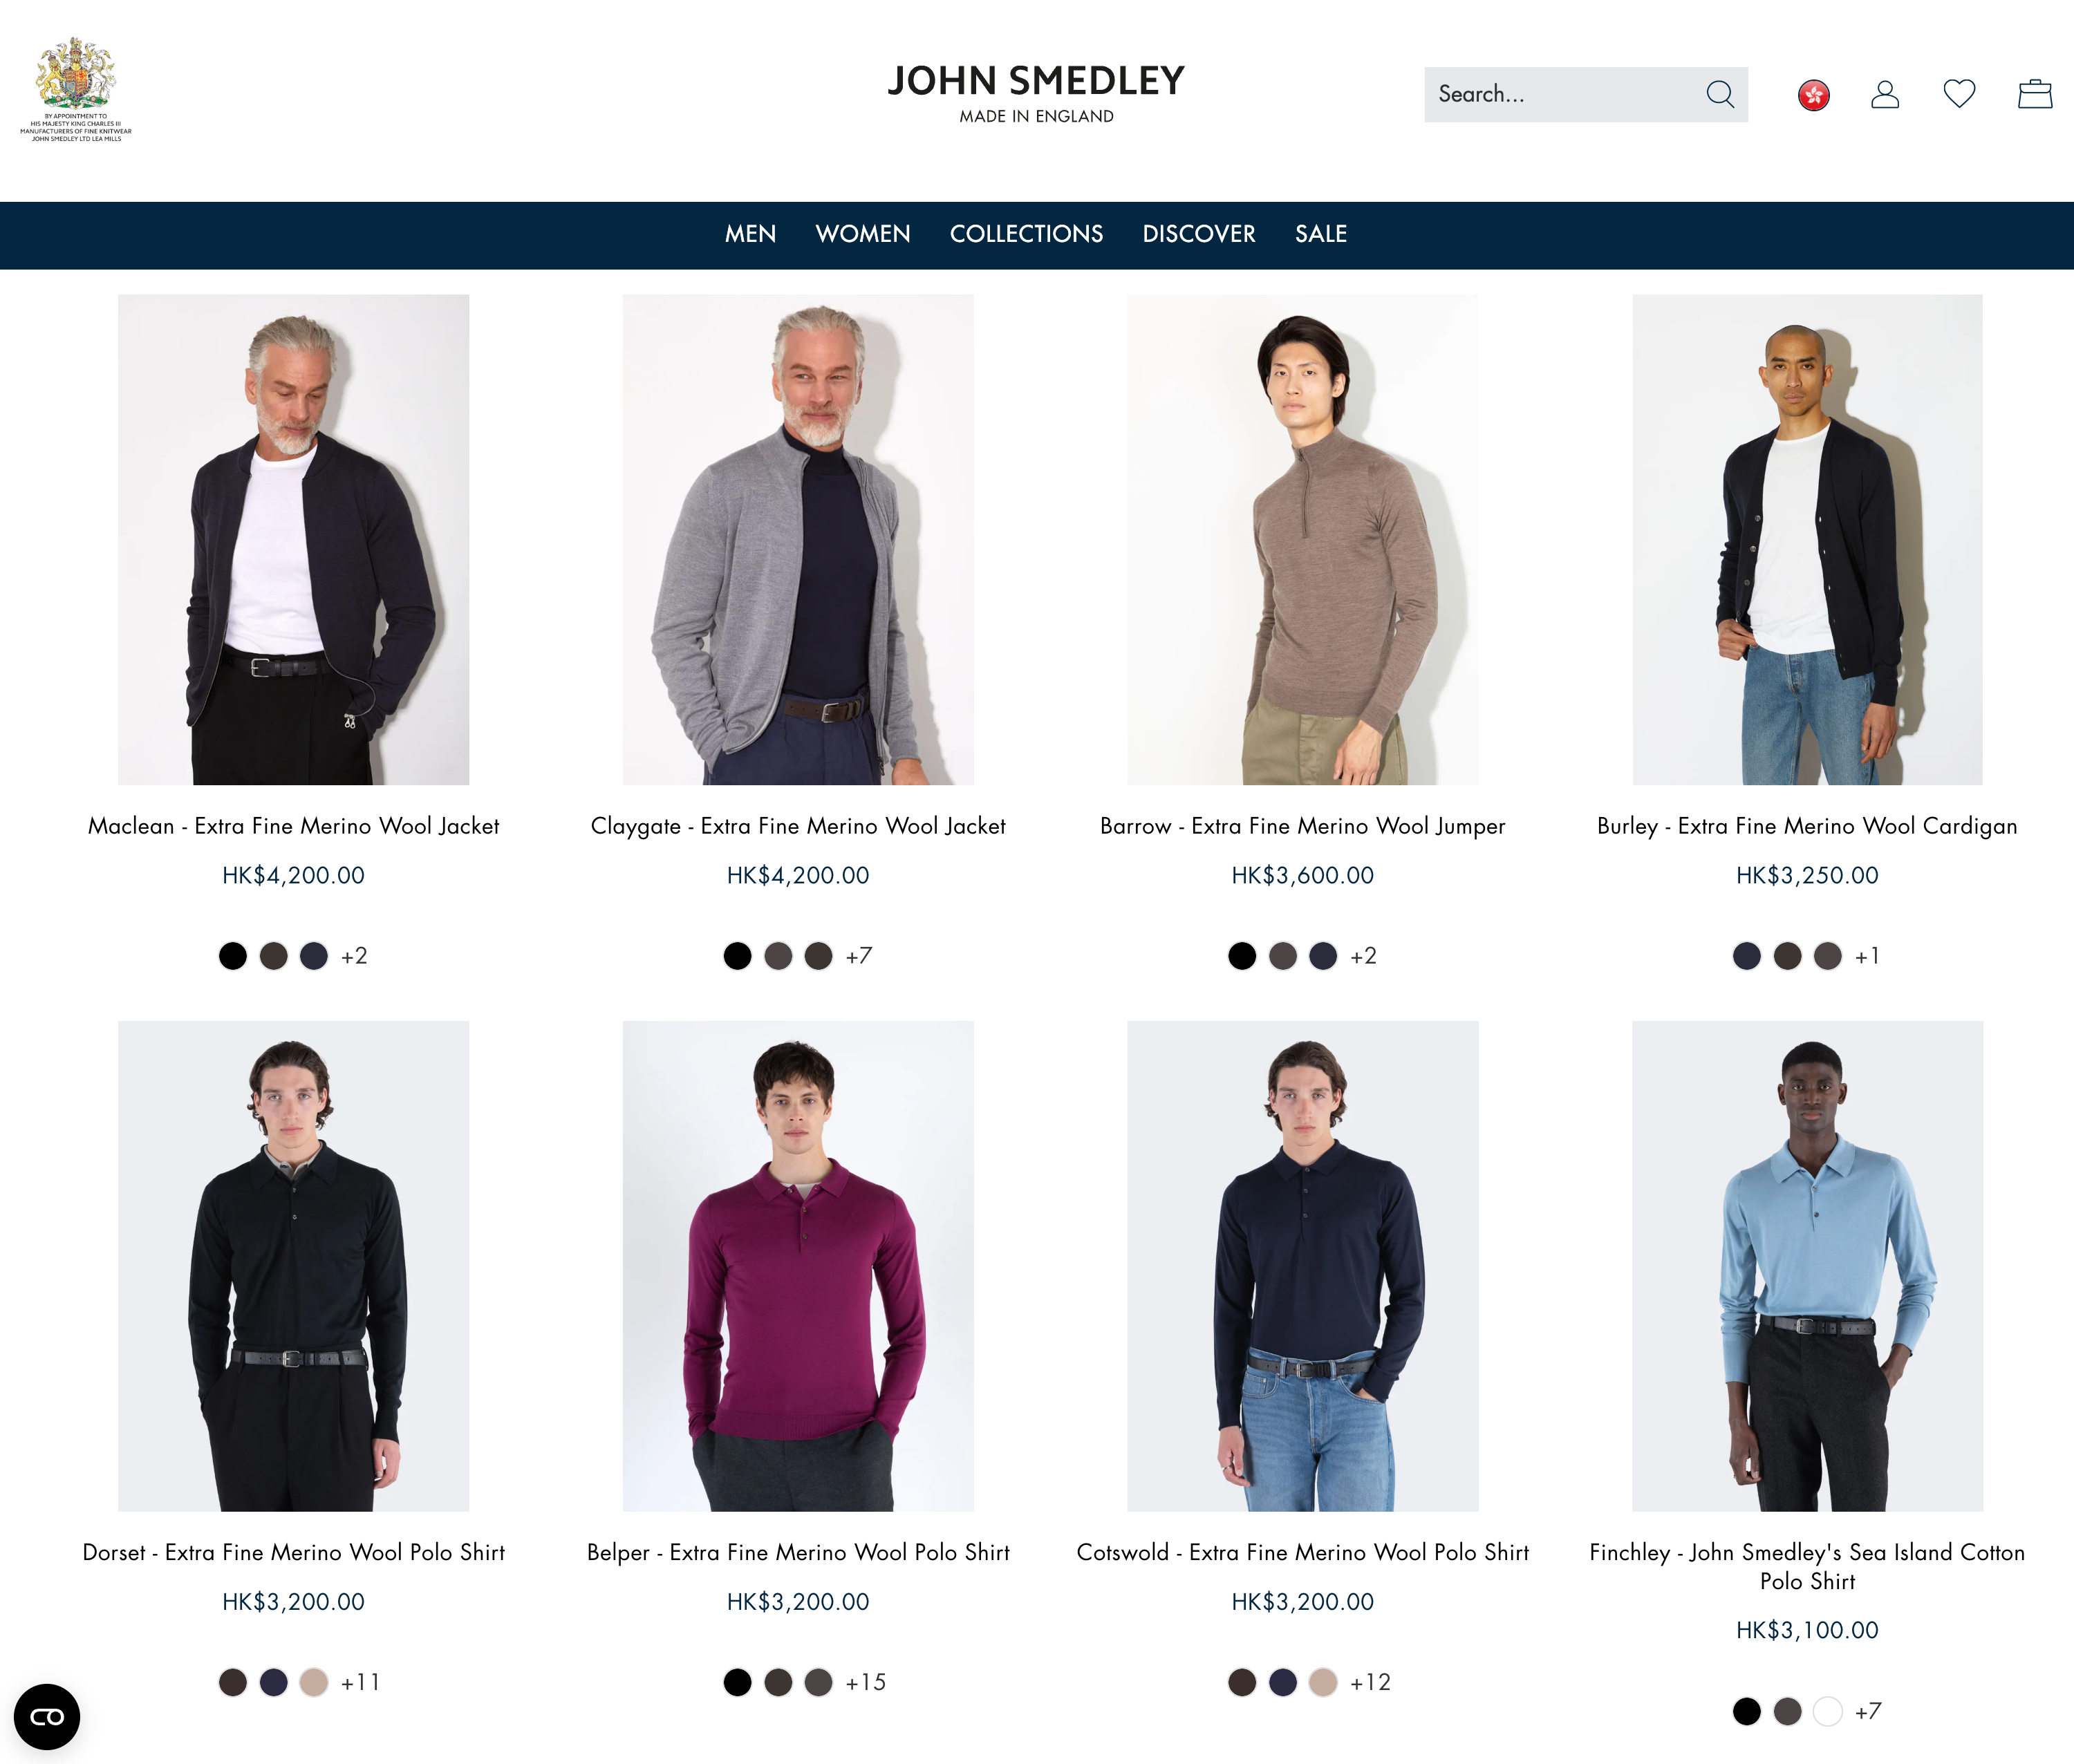 BY APPOINTMENT TO
HIS MAJESTY KING CHARLES III
MANUFACTURERS OF FINE KNITWEAR
JOHN SMEDLEY LTD LEA MILLS
JOHN SMEDLEY
MADE IN ENGLAND
Search...
MEN WOMEN COLLECTIONS DISCOVER SALE
Maclean - Extra Fine Merino Wool Jacket
HK$4,200.00
+2
Claygate - Extra Fine Merino Wool Jacket
HK$4,200.00
+7
Barrow - Extra Fine Merino Wool Jumper
HK$3,600.00
+2
Burley - Extra Fine Merino Wool Cardigan
HK$3,250.00
+1
Dorset - Extra Fine Merino Wool Polo Shirt
HK$3,200.00
+11
Belper - Extra Fine Merino Wool Polo Shirt
HK$3,200.00
+15
Cotswold - Extra Fine Merino Wool Polo Shirt
HK$3,200.00
+12
Finchley - John Smedley's Sea Island Cotton
Polo Shirt
HK$3,100.00
+7